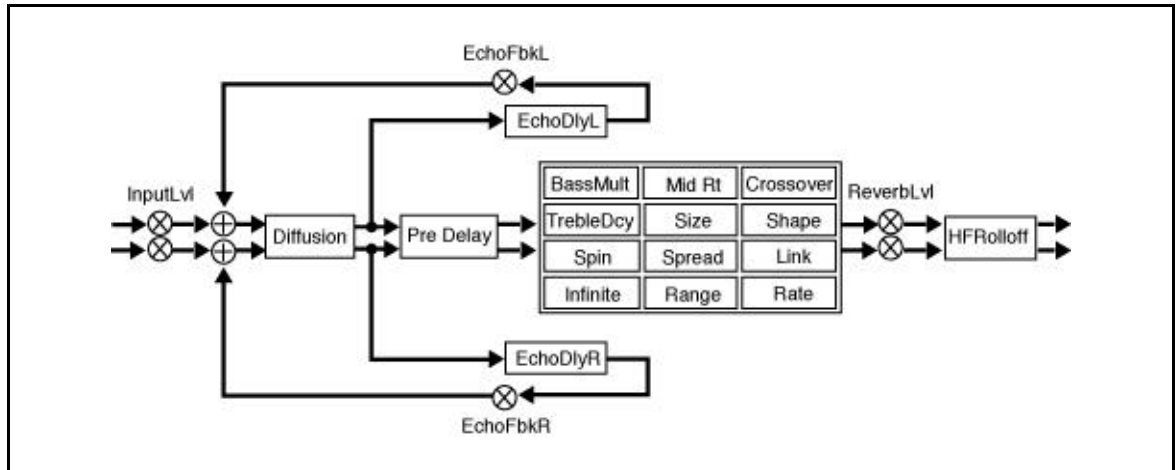 EchoFbkL
EchoDlyL
InputLvl
BassMult Mid Rt Crossover
ReverbLvl
TrebleDcy Size Shape
Diffusion Pre Delay HFRolloff
Spin Spread Link
Infinite Range Rate
EchoDlyR
EchoFbkR